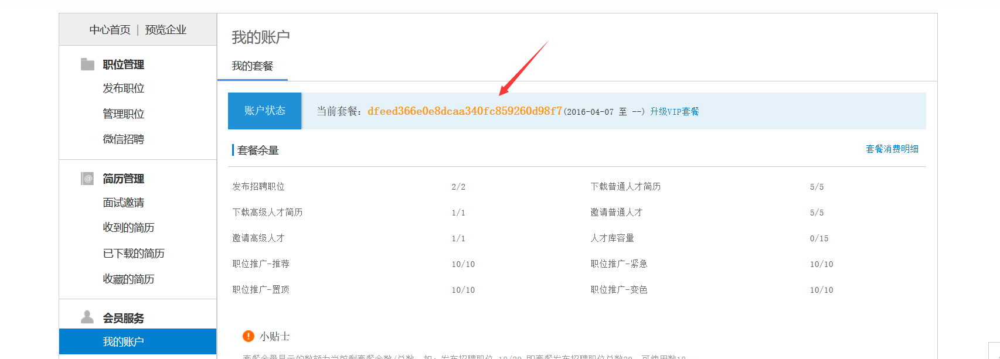 中心首页 | 预览企业
职位管理
发布职位
管理职位
微信招聘
简历管理
面试邀请
收到的简历
已下载的简历
收藏的简历
会员服务
我的账户
我的账户
我的套餐
账户状态
当前套餐: dfeed366e0e8dcaa340fc859260d98f7(2016-04-07 至 --) 升级VIP套餐
套餐余量 套餐消费明细
发布招聘职位 2/2 下载普通人才简历 5/5
下载高级人才简历 1/1 邀请普通人才 5/5
邀请高级人才 1/1 人才库容量 0/15
职位推广-推荐 10/10 职位推广-紧急 10/10
职位推广-置顶 10/10 职位推广-变色 10/10
小贴士